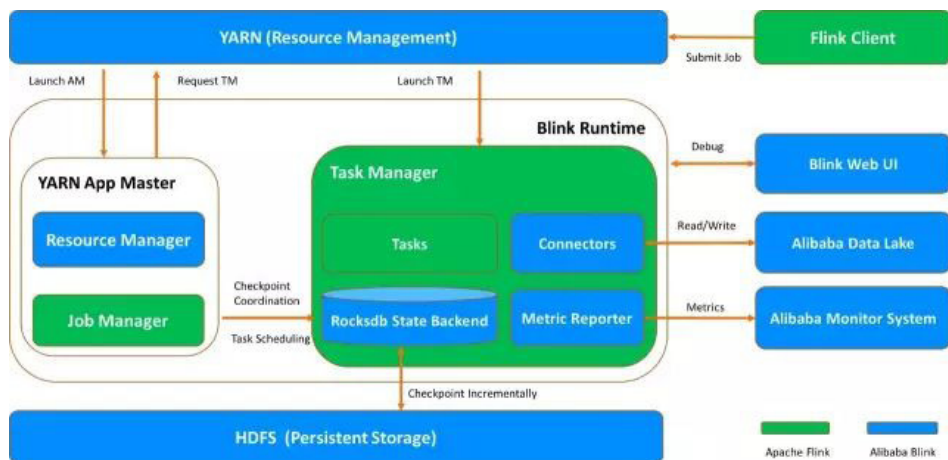 YARN (Resource Management)
Flink Client
Submit Job
Launch AM
Request TM
Launch TM
Blink Runtime
Debug
Blink Web UI
YARN App Master
Task Manager
Resource Manager
Tasks
Connectors
Read/Write
Alibaba Data Lake
Checkpoint
Coordination
Job Manager
Rocksdb State Backend
Metric Reporter
Metrics
Alibaba Monitor System
Task Scheduling
Checkpoint Incrementally
HDFS (Persistent Storage)
Apache Flink
Alibaba Blink